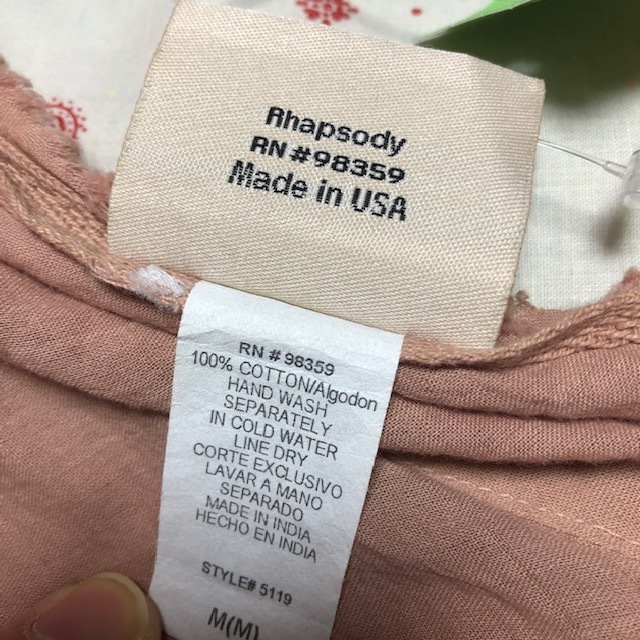 Rhapsody
RN #98359
Made in USA
RN # 98359
100% COTTON/Algodon
HAND WASH
SEPARATELY
IN COLD WATER
LINE DRY
CORTE EXCLUSIVO
LAVAR A MANO
SEPARADO
MADE IN INDIA
HECHO EN INDIA
STYLE# 5119
M(M)